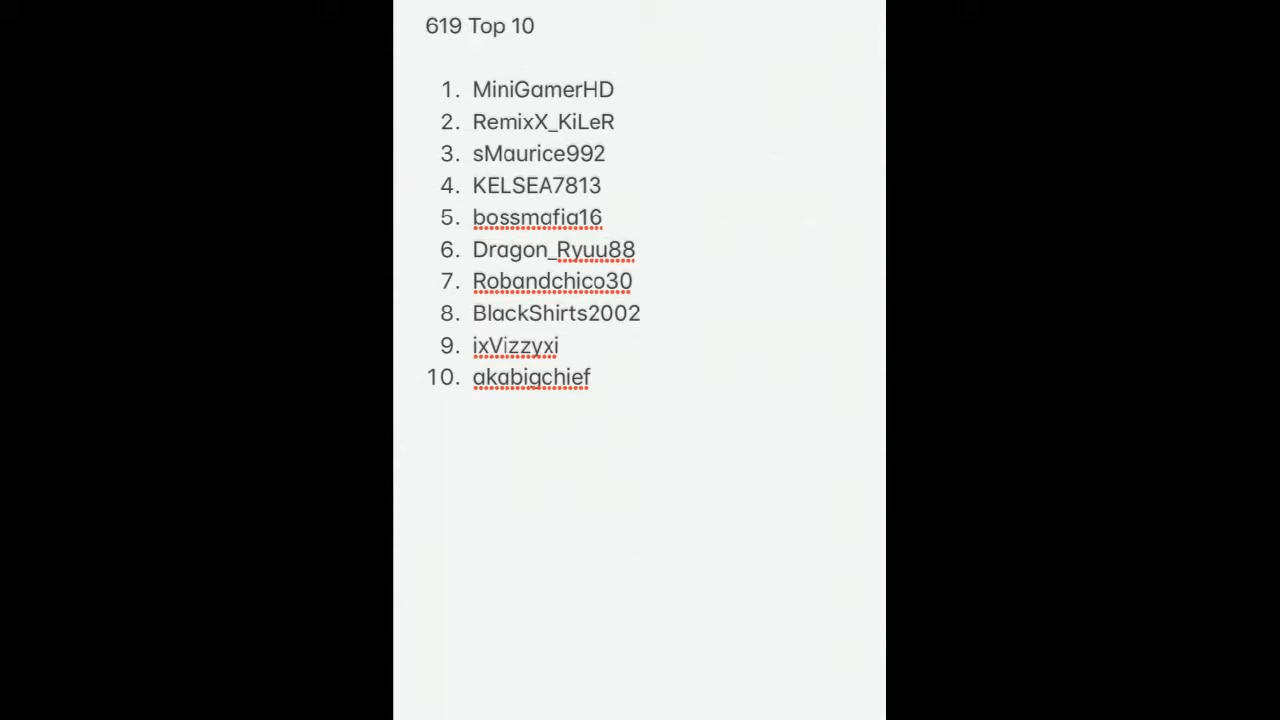 619 Top 10
1. MiniGamerHD
2. RemixX_KiLeR
3. sMaurice992
4. KELSEA7813
5. bossmafia16
6. Dragon_Ryuu88
7. Robandchico30
8. BlackShirts2002
9. ixVizzyxi
10. akabigchief